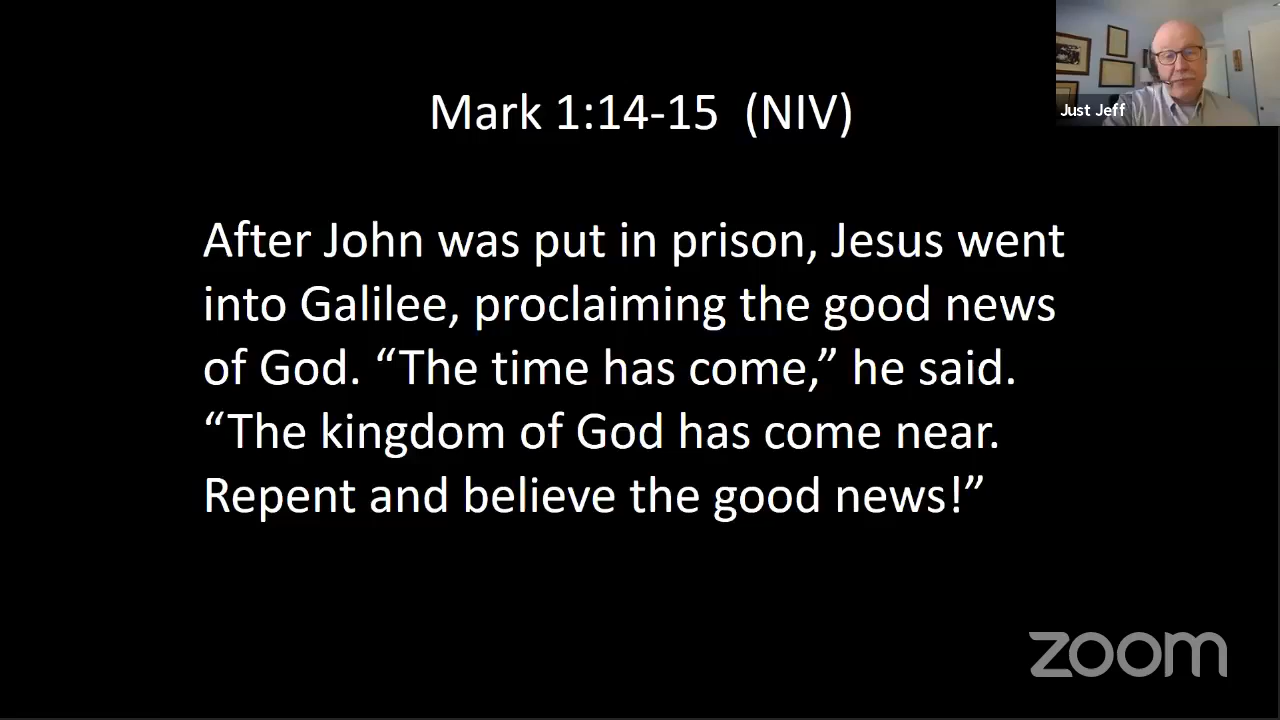 Mark 1:14-15 (NIV)
Just Jeff
After John was put in prison, Jesus went
into Galilee, proclaiming the good news
of God. “The time has come,” he said.
“The kingdom of God has come near.
Repent and believe the good news!”
zoom